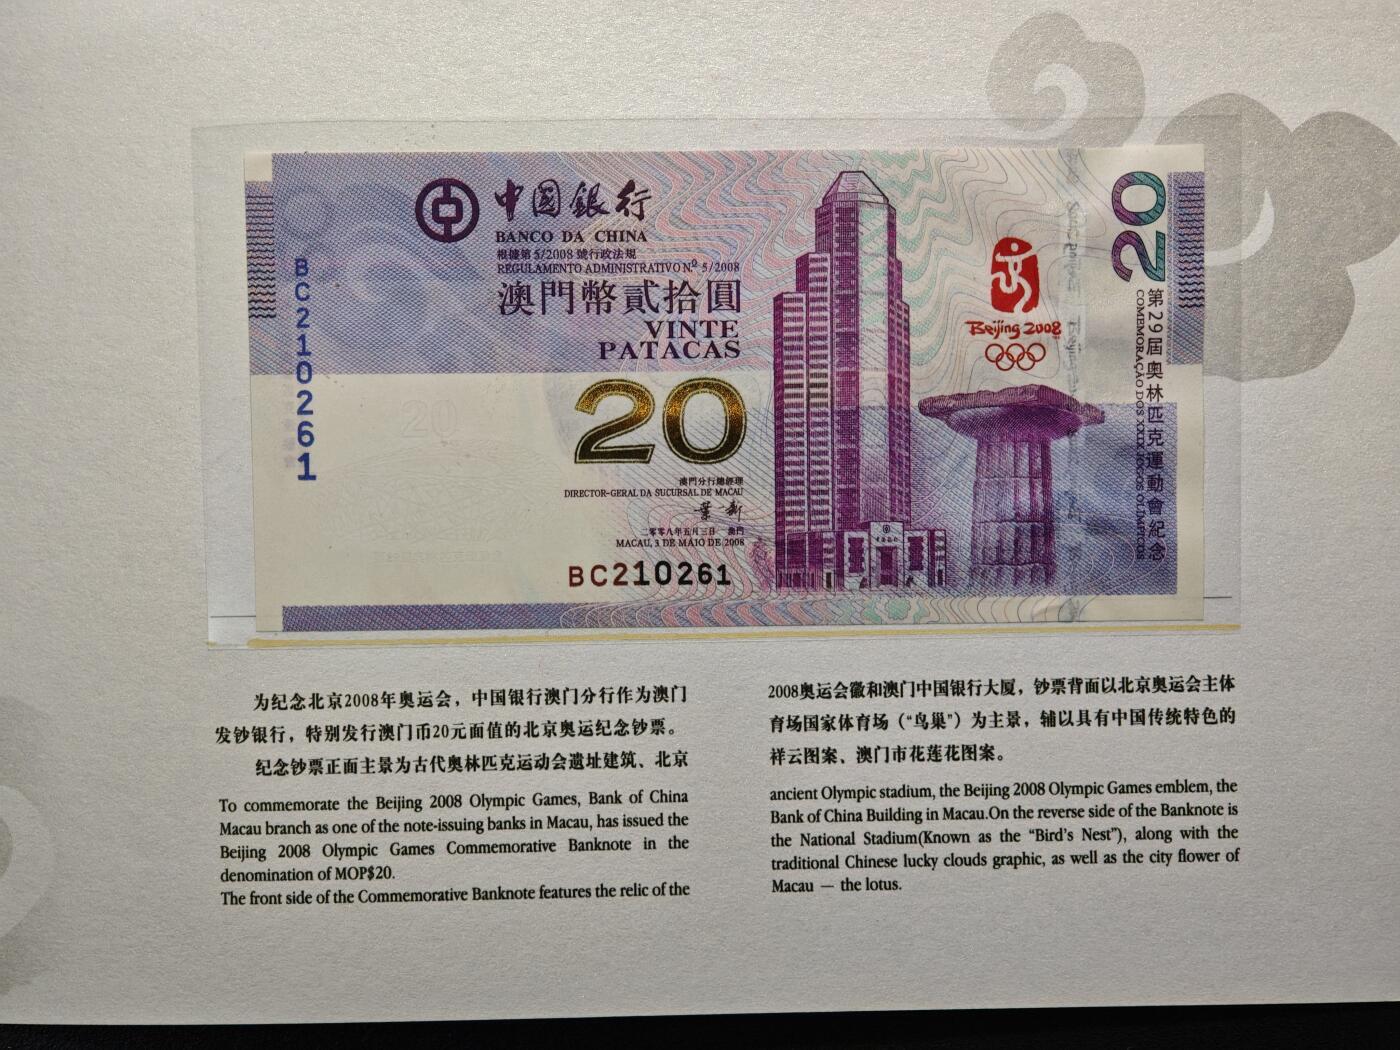 中國銀行
BANCO DA CHINA
根據第 5/2008 號行政法規
REGULAMENTO ADMINISTRATIVO N.º 5/2008
澳門幣貳拾圓
VINTE
PATACAS
20
澳門分行總經理
DIRECTOR-GERAL DA SUCURSAL DE MACAU
葉新
二零零八年五月三日 澳門
MACAU, 3 DE MAIO DE 2008
BC210261
BC210261
Beijing 2008
20
第29屆奧林匹克運動會紀念
COMEMORAÇÃO DOS XXIX JOGOS OLÍMPICOS
为纪念北京2008年奥运会，中国银行澳门分行作为澳门
发钞银行，特别发行澳门币20元面值的北京奥运纪念钞票。
纪念钞票正面主景为古代奥林匹克运动会遗址建筑、北京
To commemorate the Beijing 2008 Olympic Games, Bank of China
Macau branch as one of the note-issuing banks in Macau, has issued the
Beijing 2008 Olympic Games Commemorative Banknote in the
denomination of MOP$20.
The front side of the Commemorative Banknote features the relic of the
2008奥运会徽和澳门中国银行大厦，钞票背面以北京奥运会主体
育场国家体育场（“鸟巢”）为主景，辅以具有中国传统特色的
祥云图案、澳门市花莲花图案。
ancient Olympic stadium, the Beijing 2008 Olympic Games emblem, the
Bank of China Building in Macau.On the reverse side of the Banknote is
the National Stadium(Known as the “Bird's Nest”), along with the
traditional Chinese lucky clouds graphic, as well as the city flower of
Macau — the lotus.